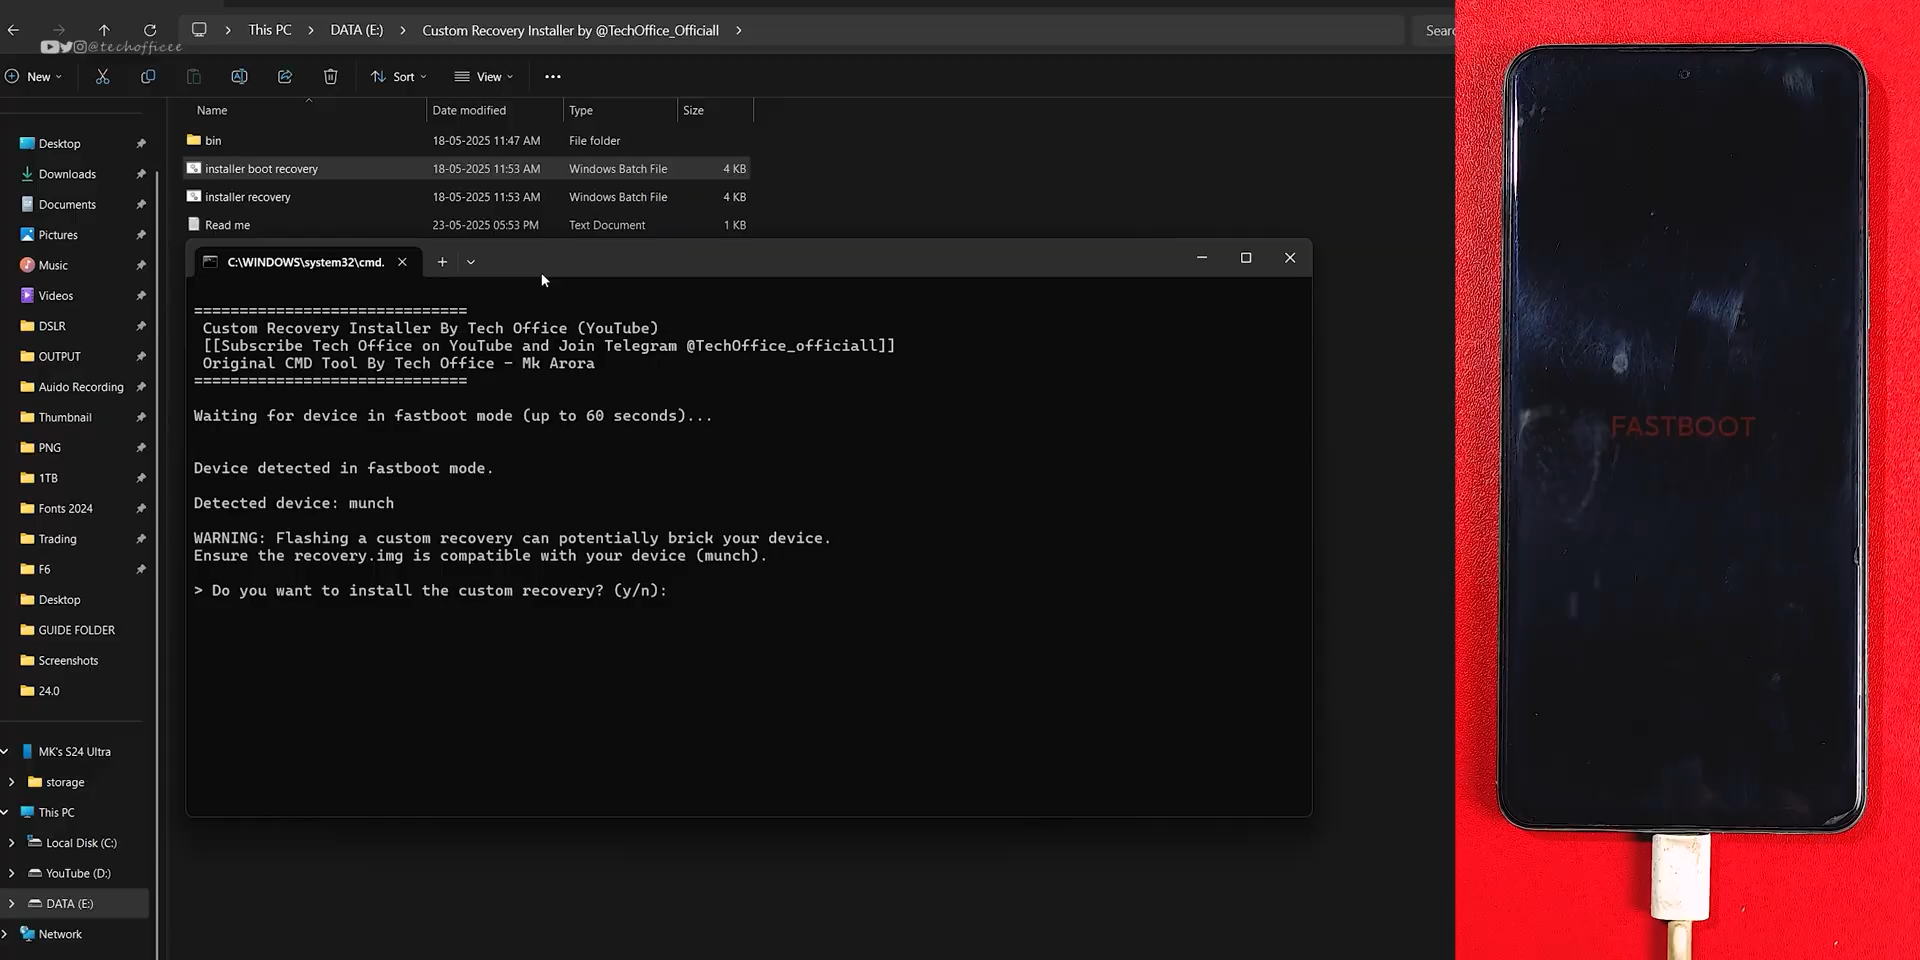 This PC
DATA (E:)
Custom Recovery Installer by @TechOffice_Officiall
Searc
@techofficee
New
Sort
View
Name
Date modified
Type
Size
bin
18-05-2025 11:47 AM
File folder
installer boot recovery
18-05-2025 11:53 AM
Windows Batch File
4 KB
installer recovery
18-05-2025 11:53 AM
Windows Batch File
4 KB
Read me
23-05-2025 05:53 PM
Text Document
1 KB
Desktop
Downloads
Documents
Pictures
Music
Videos
DSLR
OUTPUT
Auido Recording
Thumbnail
PNG
1TB
Fonts 2024
Trading
F6
Desktop
GUIDE FOLDER
Screenshots
24.0
MK's S24 Ultra
storage
This PC
Local Disk (C:)
YouTube (D:)
DATA (E:)
Network
C:\WINDOWS\system32\cmd.
==============================
Custom Recovery Installer By Tech Office (YouTube)
[[Subscribe Tech Office on YouTube and Join Telegram @TechOffice_officiall]]
Original CMD Tool By Tech Office - Mk Arora
==============================
Waiting for device in fastboot mode (up to 60 seconds)...
Device detected in fastboot mode.
Detected device: munch
WARNING: Flashing a custom recovery can potentially brick your device.
Ensure the recovery.img is compatible with your device (munch).
> Do you want to install the custom recovery? (y/n):
FASTBOOT